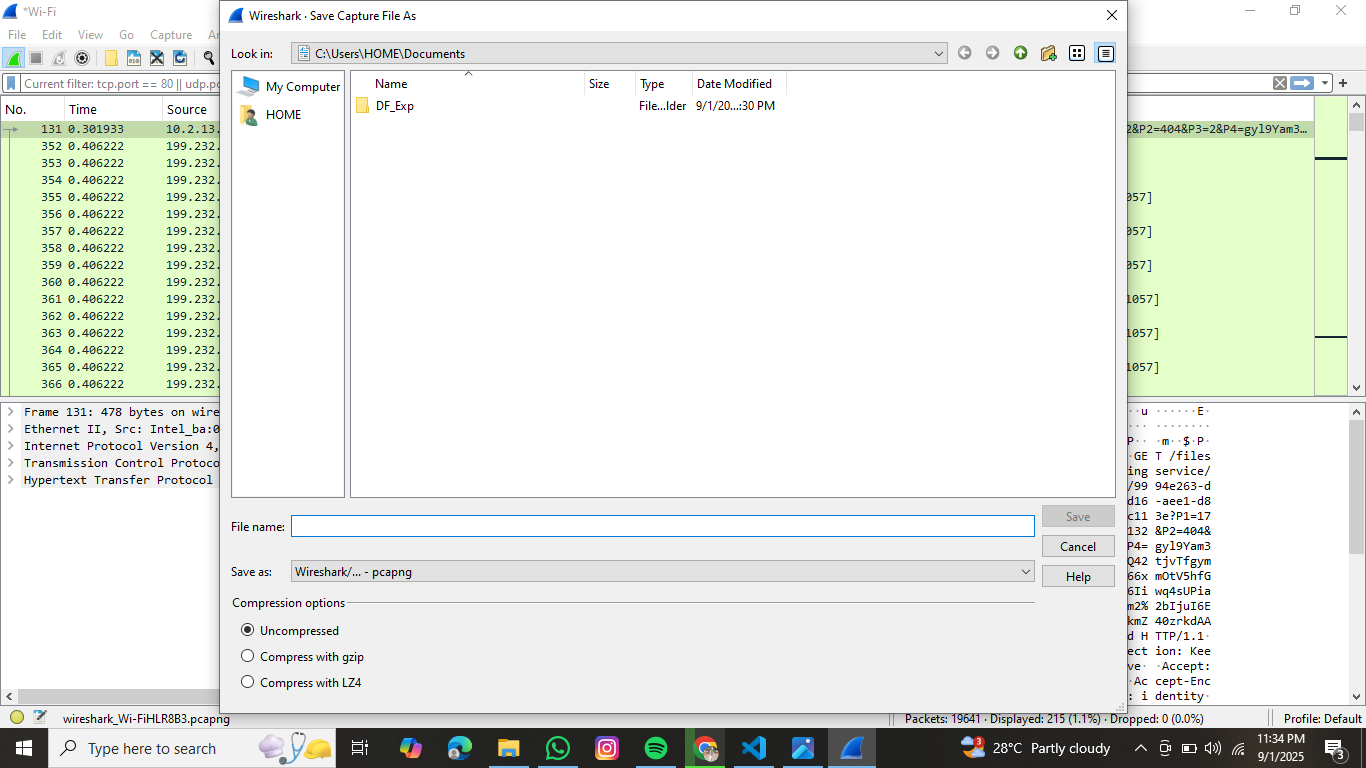 *Wi-Fi
Wireshark · Save Capture File As
File Edit View Go Capture
Look in: C:\Users\HOME\Documents
Current filter: tcp.port == 80 || udp.
My Computer
HOME
Name Size Type Date Modified
DF_Exp File...lder 9/1/20...:30 PM
No. Time Source
131 0.301933 10.2.13. 2&P2=404&P3=2&P4=gyl9Yam3…
352 0.406222 199.232.
353 0.406222 199.232.
354 0.406222 199.232.
355 0.406222 199.232. 057]
356 0.406222 199.232.
357 0.406222 199.232. 057]
358 0.406222 199.232.
359 0.406222 199.232. 057]
360 0.406222 199.232.
361 0.406222 199.232. 1057]
362 0.406222 199.232.
363 0.406222 199.232. 1057]
364 0.406222 199.232.
365 0.406222 199.232. 1057]
366 0.406222 199.232.
Frame 131: 478 bytes on wire
Ethernet II, Src: Intel_ba:0
Internet Protocol Version 4,
Transmission Control Protoco
Hypertext Transfer Protocol
··u ······E·
········ ········
P·· ·m··$·P·
·GET /files
ing service/
/99 94e263-d
d16 -aee1-d8
c11 3e?P1=17
132 &P2=404&
P4= gyl9Yam3
Q42 tjvTfgym
66x mOtV5hfG
6Ii wq4sUPia
m2% 2bIjuI6E
kmZ 40zrkdAA
d HTTP/1.1·
ection: Kee
ve· ·Accept:
·Ac cept-Enc
: i dentity·
File name:
Save
Cancel
Save as: Wireshark/... - pcapng
Help
Compression options
Uncompressed
Compress with gzip
Compress with LZ4
wireshark_Wi-FiHLR8B3.pcapng
Packets: 19641 · Displayed: 215 (1.1%) · Dropped: 0 (0.0%)
Profile: Default
Type here to search
3
28°C Partly cloudy
11:34 PM
9/1/2025
3